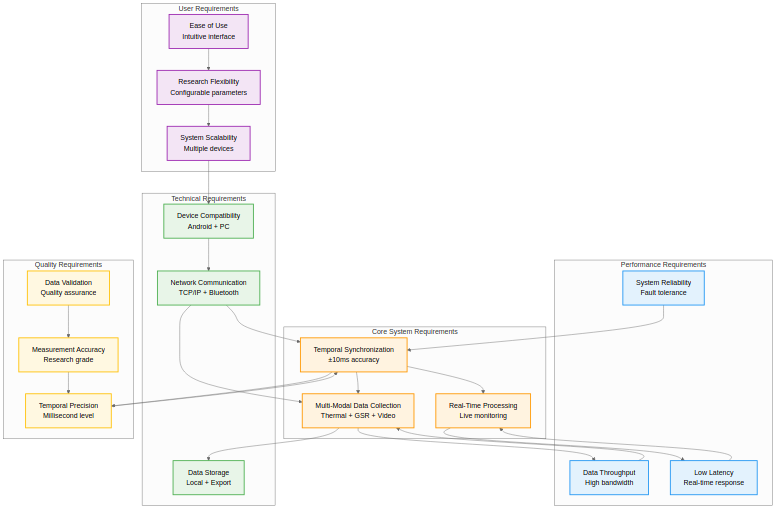 User Requirements
Ease of Use
Intuitive interface
Research Flexibility
Configurable parameters
System Scalability
Multiple devices
Technical Requirements
Device Compatibility
Android + PC
Network Communication
TCP/IP + Bluetooth
Data Storage
Local + Export
Quality Requirements
Data Validation
Quality assurance
Measurement Accuracy
Research grade
Temporal Precision
Millisecond level
Core System Requirements
Temporal Synchronization
±10ms accuracy
Multi-Modal Data Collection
Thermal + GSR + Video
Real-Time Processing
Live monitoring
Performance Requirements
System Reliability
Fault tolerance
Data Throughput
High bandwidth
Low Latency
Real-time response